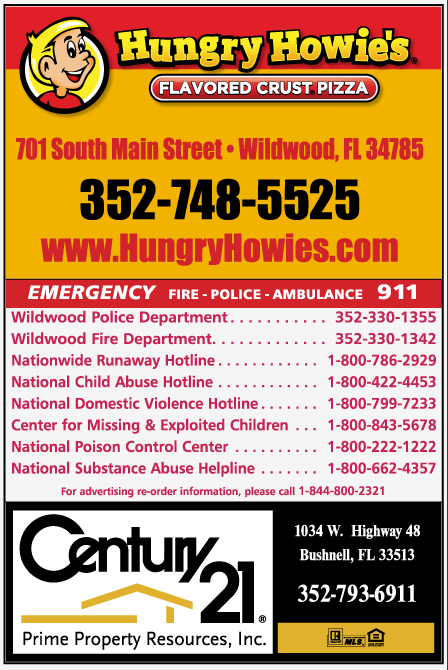 Hungry Howie's®
FLAVORED CRUST® PIZZA
701 South Main Street • Wildwood, FL 34785
352-748-5525
www.HungryHowies.com
EMERGENCY FIRE - POLICE - AMBULANCE 911
Wildwood Police Department . . . . . . . . . . . 352-330-1355
Wildwood Fire Department. . . . . . . . . . . . . 352-330-1342
Nationwide Runaway Hotline . . . . . . . . . . . . 1-800-786-2929
National Child Abuse Hotline . . . . . . . . . . . . 1-800-422-4453
National Domestic Violence Hotline . . . . . . . 1-800-799-7233
Center for Missing & Exploited Children . . . 1-800-843-5678
National Poison Control Center . . . . . . . . . . 1-800-222-1222
National Substance Abuse Helpline . . . . . . . 1-800-662-4357
For advertising re-order information, please call 1-844-800-2321
Century 21®
Prime Property Resources, Inc.
1034 W. Highway 48
Bushnell, FL 33513
352-793-6911
MLS